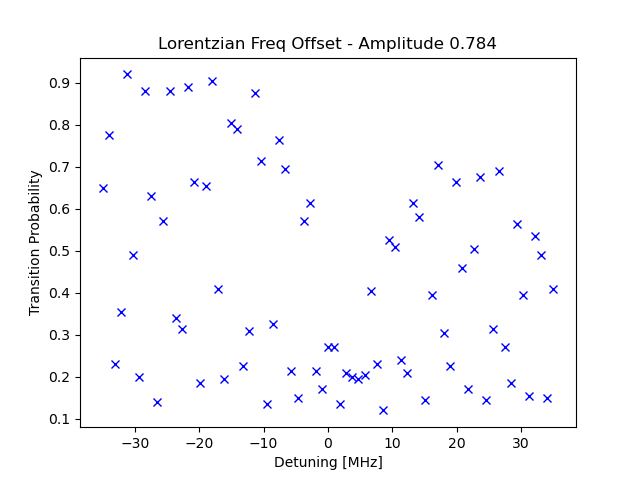 Lorentzian Freq Offset - Amplitude 0.784
Transition Probability
0.9
0.8
0.7
0.6
0.5
0.4
0.3
0.2
0.1
−30 −20 −10 0 10 20 30
Detuning [MHz]